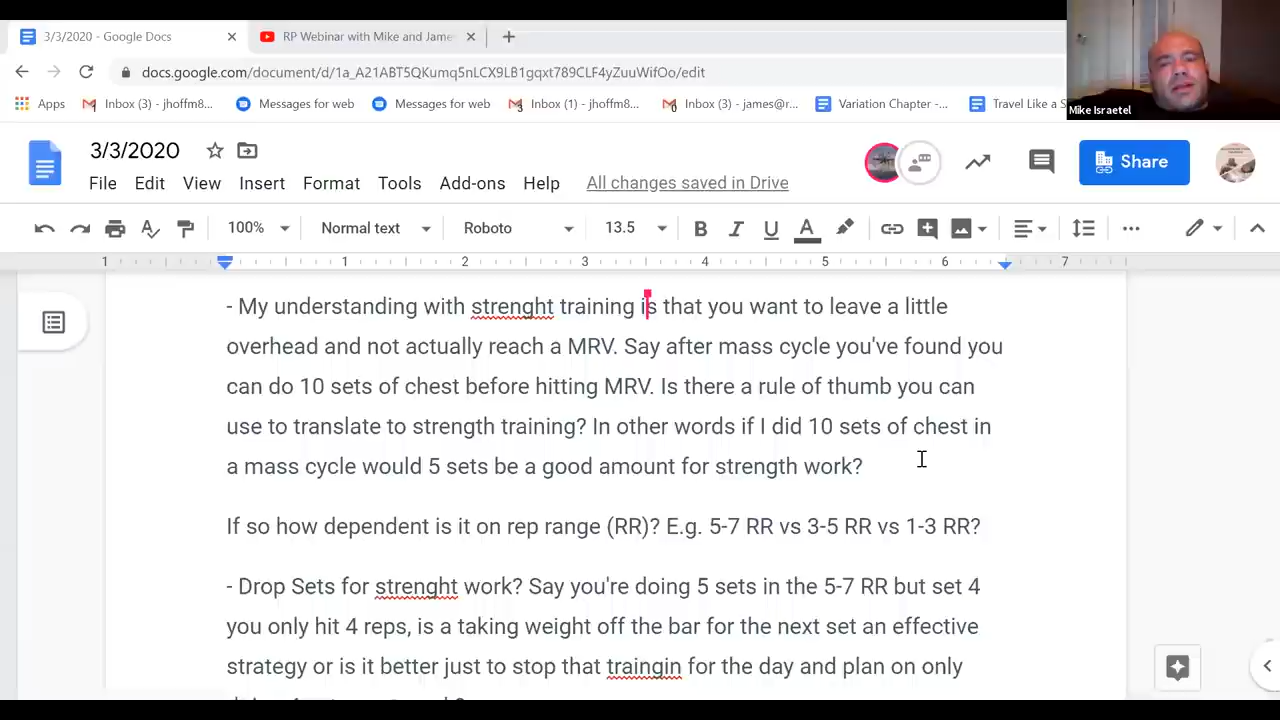 3/3/2020 - Google Docs
RP Webinar with Mike and Jame
docs.google.com/document/d/1a_A21ABT5QKumq5nLCX9LB1gqxt789CLF4yZuuWifOo/edit
Apps Inbox (3) - jhoffm8... Messages for web Messages for web Inbox (1) - jhoffm8... Inbox (3) - james@r... Variation Chapter -... Travel Like a S
Mike Israetel
3/3/2020
Share
File Edit View Insert Format Tools Add-ons Help All changes saved in Drive
100% Normal text Roboto 13.5 B I U A
1 1 2 3 4 5 6 7
- My understanding with strenght training is that you want to leave a little
overhead and not actually reach a MRV. Say after mass cycle you've found you
can do 10 sets of chest before hitting MRV. Is there a rule of thumb you can
use to translate to strength training? In other words if I did 10 sets of chest in
a mass cycle would 5 sets be a good amount for strength work?
If so how dependent is it on rep range (RR)? E.g. 5-7 RR vs 3-5 RR vs 1-3 RR?
- Drop Sets for strenght work? Say you're doing 5 sets in the 5-7 RR but set 4
you only hit 4 reps, is a taking weight off the bar for the next set an effective
strategy or is it better just to stop that traingin for the day and plan on only